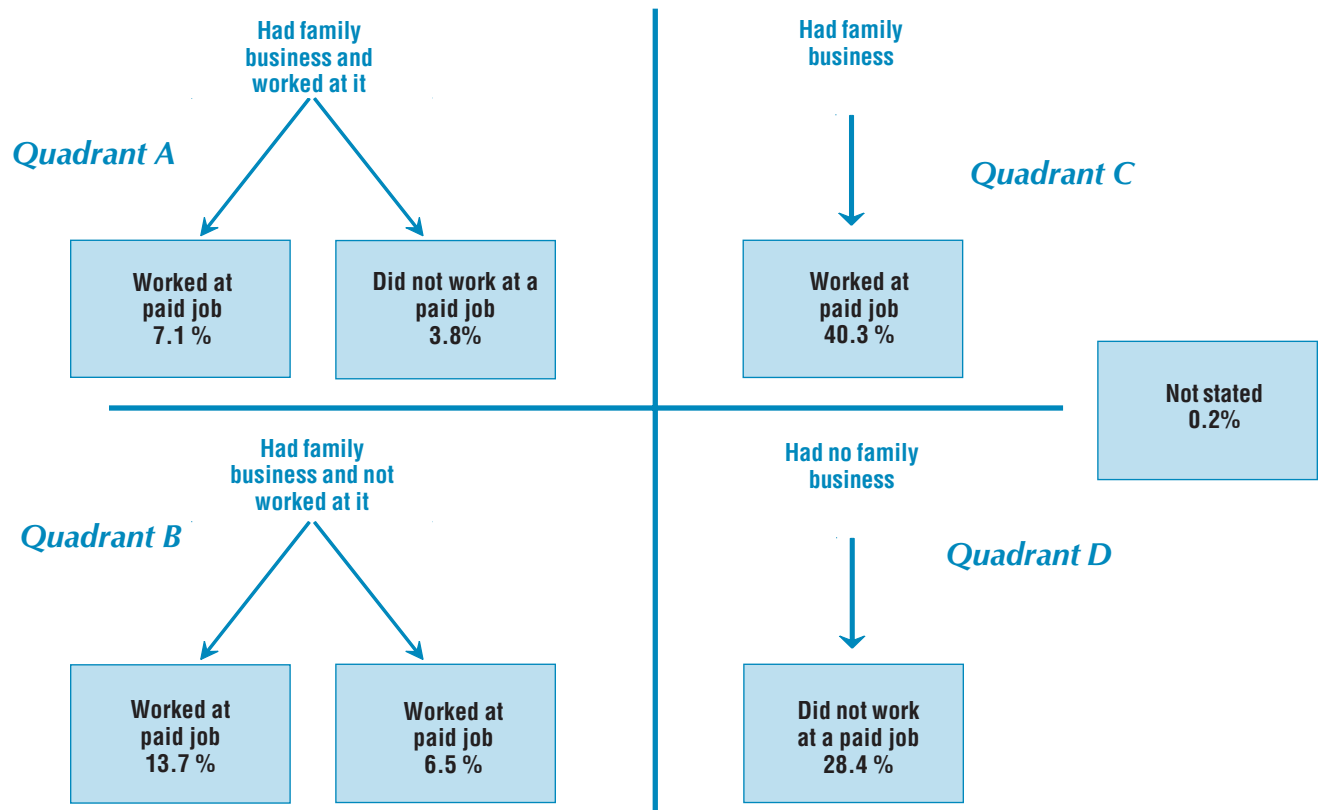 Had family
business and
worked at it
Quadrant A
Worked at
paid job
7.1 %
Did not work at a
paid job
3.8%
Had family
business
Quadrant C
Worked at
paid job
40.3 %
Not stated
0.2%
Had family
business and not
worked at it
Quadrant B
Worked at
paid job
13.7 %
Worked at
paid job
6.5 %
Had no family
business
Quadrant D
Did not work
at a paid job
28.4 %